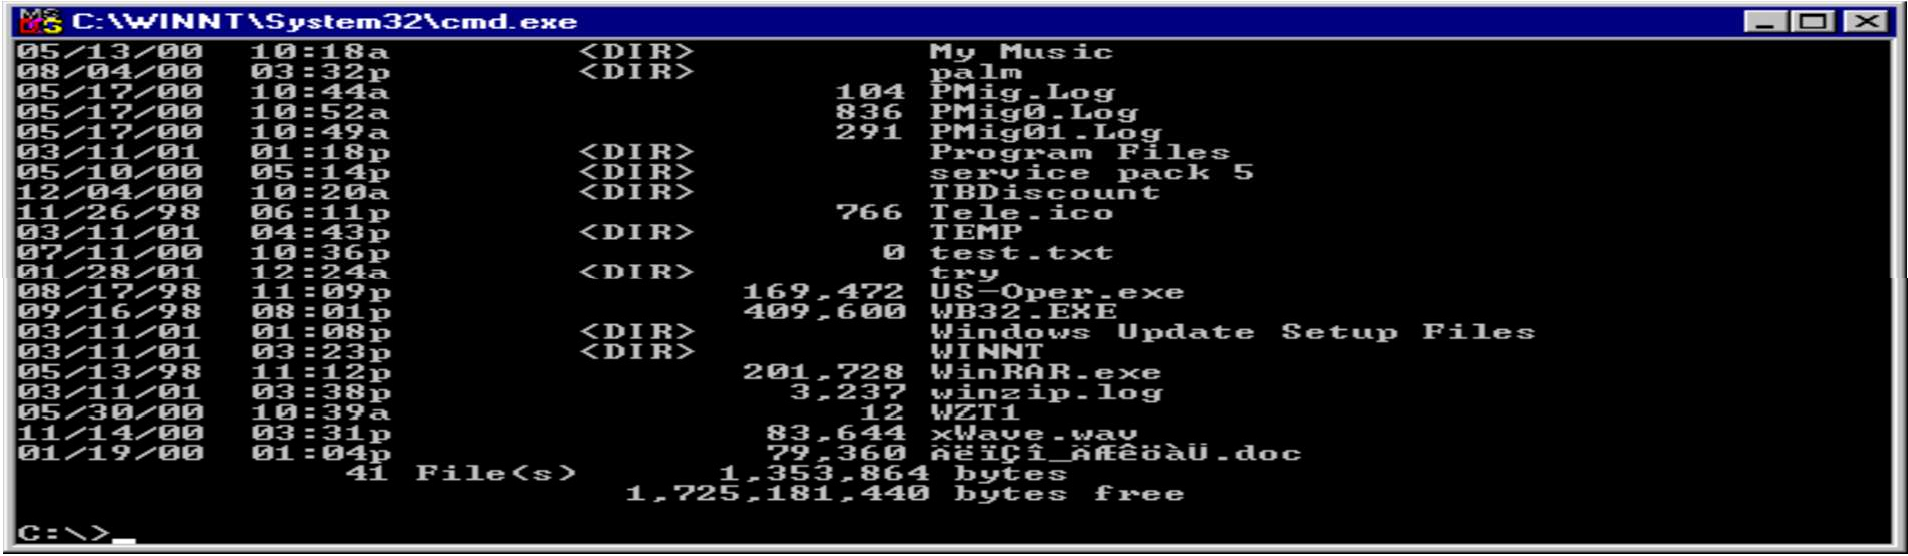 C:\WINNT\System32\cmd.exe
05/13/00 10:18a <DIR> My Music
08/04/00 03:32p <DIR> palm
05/17/00 10:44a 104 PMig.Log
05/17/00 10:52a 836 PMig0.Log
05/17/00 10:49a 291 PMig01.Log
03/11/01 01:18p <DIR> Program Files
05/10/00 05:14p <DIR> service pack 5
12/04/00 10:20a <DIR> TBDiscount
11/26/98 06:11p 766 Tele.ico
03/11/01 04:43p <DIR> TEMP
07/11/00 10:36p 0 test.txt
01/28/01 12:24a <DIR> try
08/17/98 11:09p 169,472 US-Oper.exe
09/16/98 08:01p 409,600 WB32.EXE
03/11/01 01:08p <DIR> Windows Update Setup Files
03/11/01 03:23p <DIR> WINNT
05/13/98 11:12p 201,728 WinRAR.exe
03/11/01 03:38p 3,237 winzip.log
05/30/00 10:39a 12 WZT1
11/14/00 03:31p 83,644 xWave.wav
01/19/00 01:04p 79,360
41 File(s) 1,353,864 bytes
1,725,181,440 bytes free
C:\>_